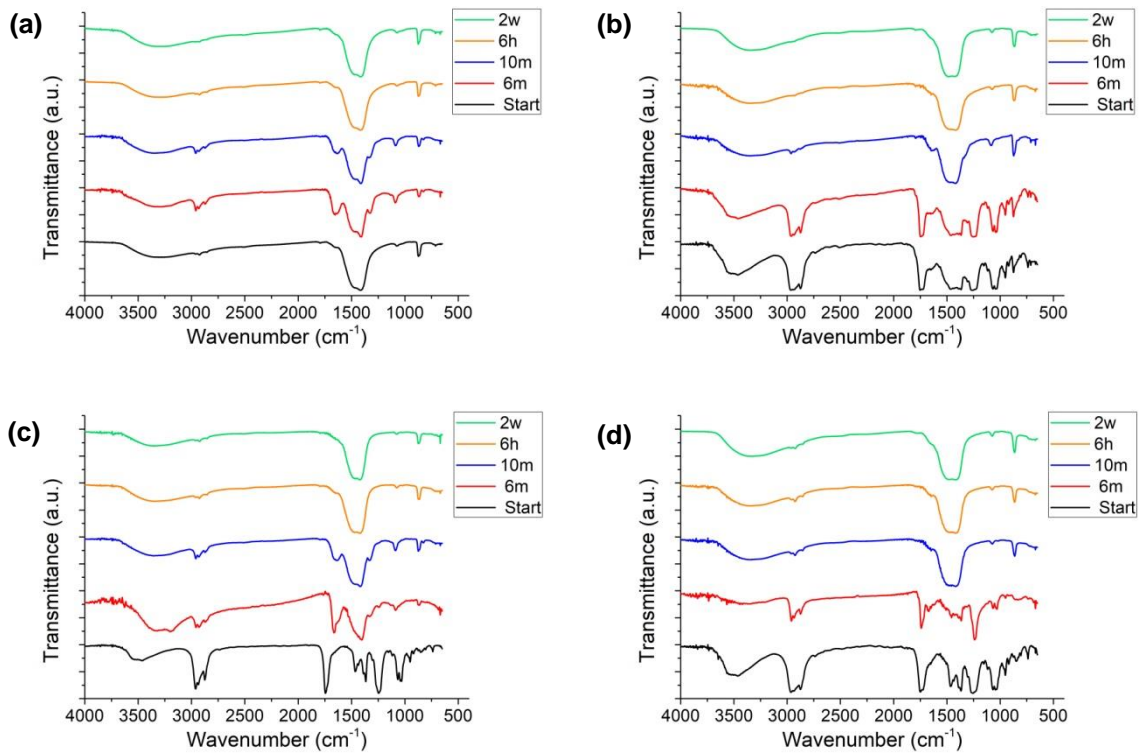 (a)
2w
6h
10m
6m
Start
Transmittance (a.u.)
4000 3500 3000 2500 2000 1500 1000 500
Wavenumber (cm⁻¹)
(b)
2w
6h
10m
6m
Start
Transmittance (a.u.)
4000 3500 3000 2500 2000 1500 1000 500
Wavenumber (cm⁻¹)
(c)
2w
6h
10m
6m
Start
Transmittance (a.u.)
4000 3500 3000 2500 2000 1500 1000 500
Wavenumber (cm⁻¹)
(d)
2w
6h
10m
6m
Start
Transmittance (a.u.)
4000 3500 3000 2500 2000 1500 1000 500
Wavenumber (cm⁻¹)